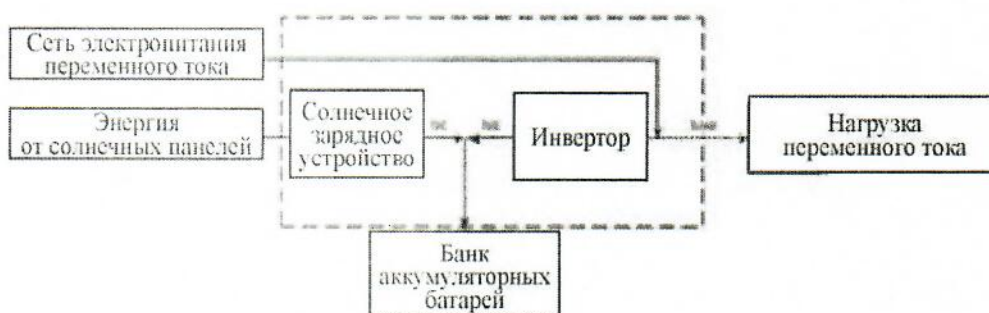 Сеть электропитания
переменного тока
Энергия
от солнечных панелей
Солнечное
зарядное
устройство
Инвертор
Нагрузка
переменного тока
Банк
аккумуляторных
батарей